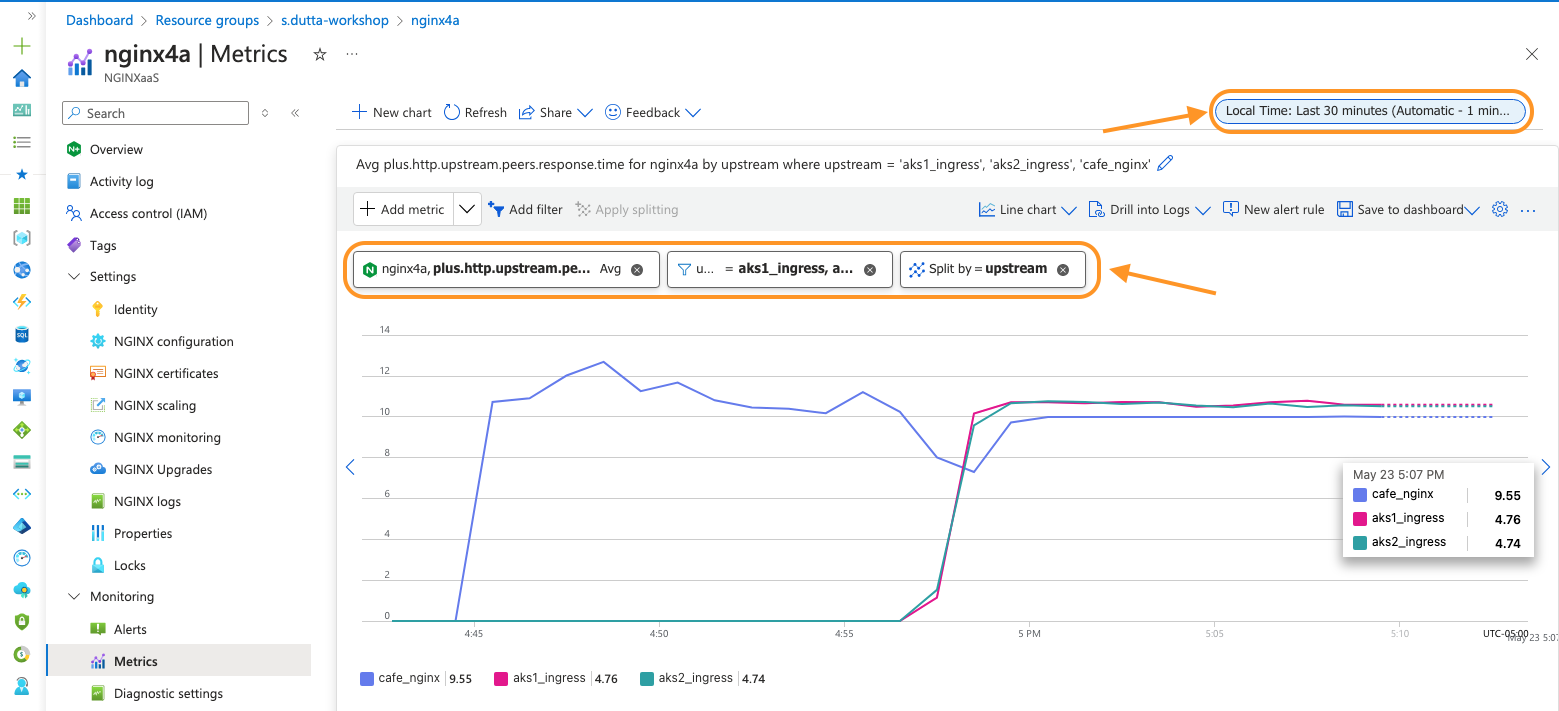 Dashboard > Resource groups > s.dutta-workshop > nginx4a
nginx4a | Metrics
NGINXaaS
Search
Overview
Activity log
Access control (IAM)
Tags
Settings
Identity
NGINX configuration
NGINX certificates
NGINX scaling
NGINX monitoring
NGINX Upgrades
NGINX logs
Properties
Locks
Monitoring
Alerts
Metrics
Diagnostic settings
New chart Refresh Share Feedback
Local Time: Last 30 minutes (Automatic - 1 min...
Avg plus.http.upstream.peers.response.time for nginx4a by upstream where upstream = 'aks1_ingress', 'aks2_ingress', 'cafe_nginx'
Add metric Add filter Apply splitting Line chart Drill into Logs New alert rule Save to dashboard
nginx4a, plus.http.upstream.pe... Avg u... = aks1_ingress, a... Split by = upstream
14
12
10
8
6
4
2
0
4:45 4:50 4:55 5 PM 5:05 5:10 UTC-05:00
May 23 5:07
May 23 5:07 PM
cafe_nginx 9.55
aks1_ingress 4.76
aks2_ingress 4.74
cafe_nginx 9.55 aks1_ingress 4.76 aks2_ingress 4.74